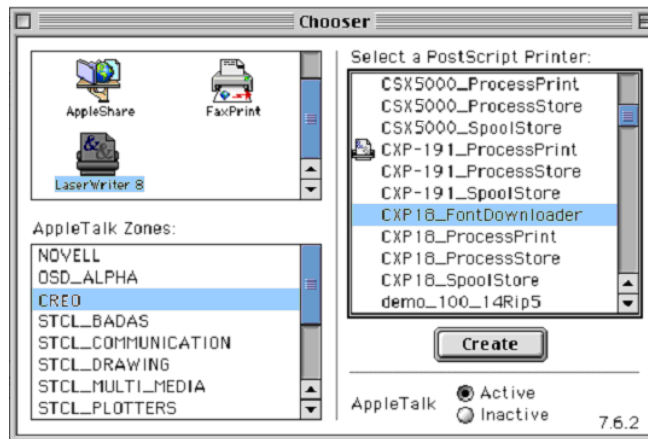 Chooser
AppleShare
FaxPrint
LaserWriter 8
AppleTalk Zones:
NOVELL
OSD_ALPHA
CREO
STCL_BADAS
STCL_COMMUNICATION
STCL_DRAWING
STCL_MULTI_MEDIA
STCL_PLOTTERS
Select a PostScript Printer:
CSX5000_ProcessPrint
CSX5000_ProcessStore
CSX5000_SpoolStore
CXP-191_ProcessPrint
CXP-191_ProcessStore
CXP-191_SpoolStore
CXP18_FontDownloader
CXP18_ProcessPrint
CXP18_ProcessStore
CXP18_SpoolStore
demo_100_14Rip5
Create
AppleTalk
Active
Inactive
7.6.2